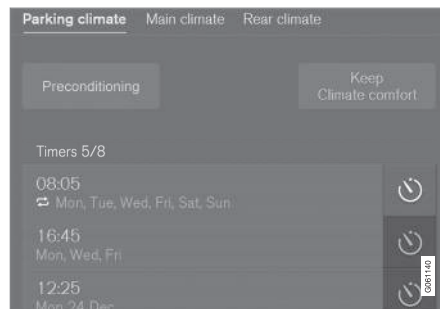 Parking climate Main climate Rear climate
Preconditioning
Keep
Climate comfort
Timers 5/8
08:05
Mon, Tue, Wed, Fri, Sat, Sun
16:45
Mon, Wed, Fri
12:25
Mon 24 Dec
G061140